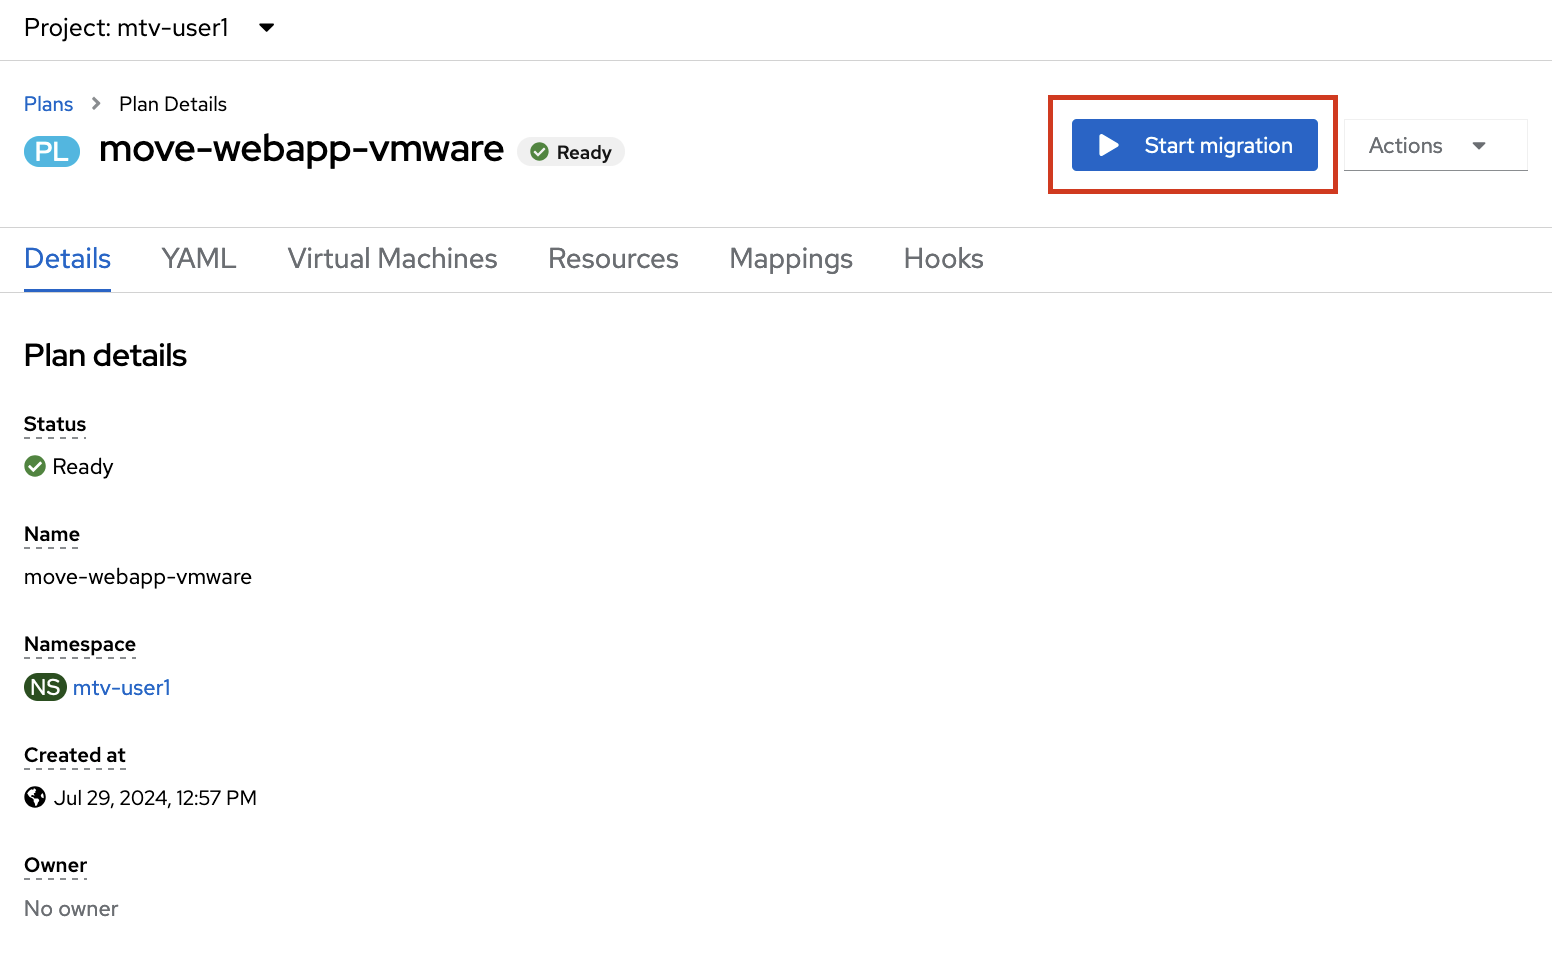 Project: mtv-user1
Plans Plan Details
PL move-webapp-vmware Ready
Start migration
Actions
Details YAML Virtual Machines Resources Mappings Hooks
Plan details
Status
Ready
Name
move-webapp-vmware
Namespace
NS mtv-user1
Created at
Jul 29, 2024, 12:57 PM
Owner
No owner